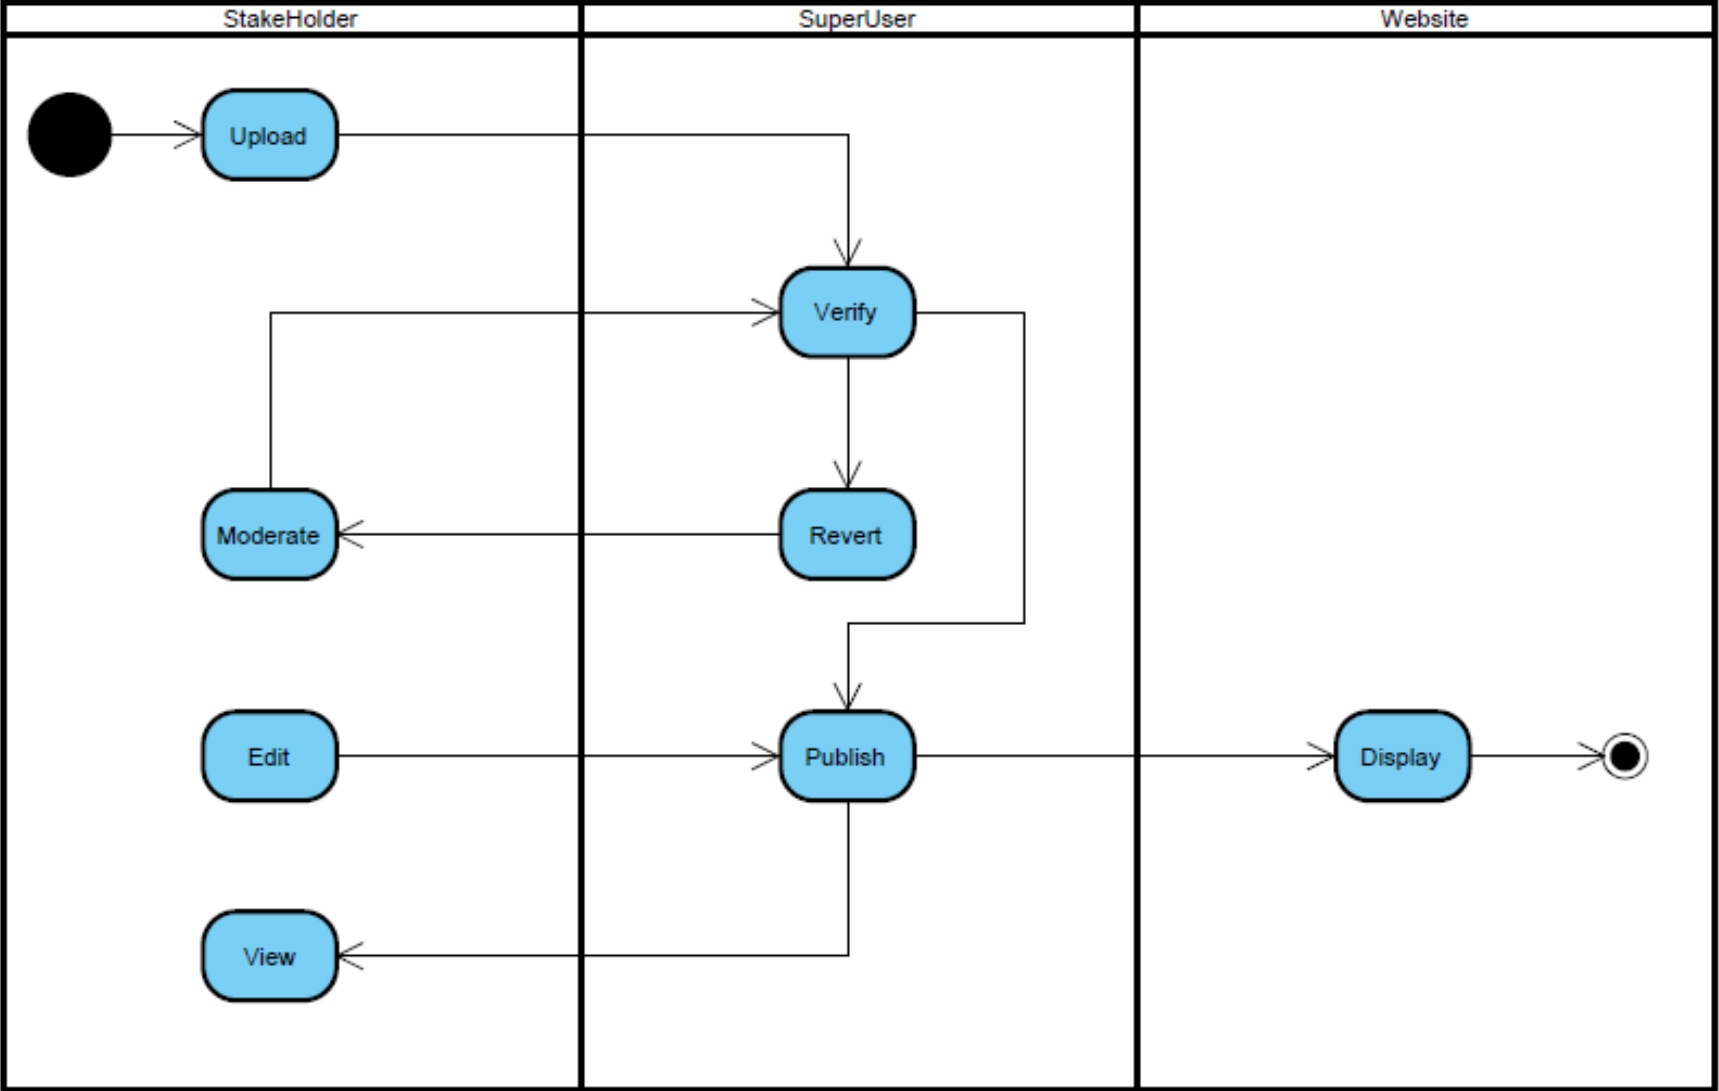 StakeHolder
SuperUser
Website
Upload
Verify
Moderate
Revert
Edit
Publish
Display
View